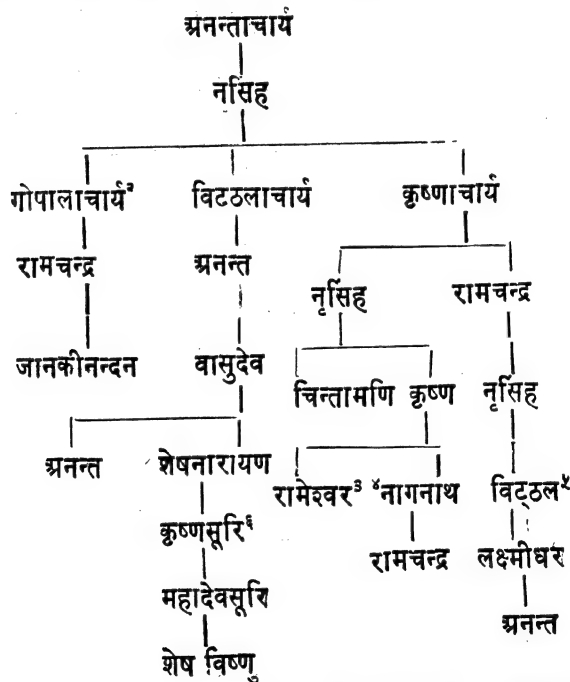 अनन्ताचार्य
नसिंह
गोपालाचार्य२ विटठलाचार्य कृष्णाचार्य
रामचन्द्र अनन्त
नृसिंह रामचन्द्र
जानकीनन्दन वासुदेव
चिन्तामणि कृष्ण नृसिंह
अनन्त शेषनारायण
रामेश्वर३ ४नागनाथ विट्ठल५
कृष्णसूरि६
रामचन्द्र लक्ष्मीधर
महादेवसूरि
अनन्त
शेष विष्णु